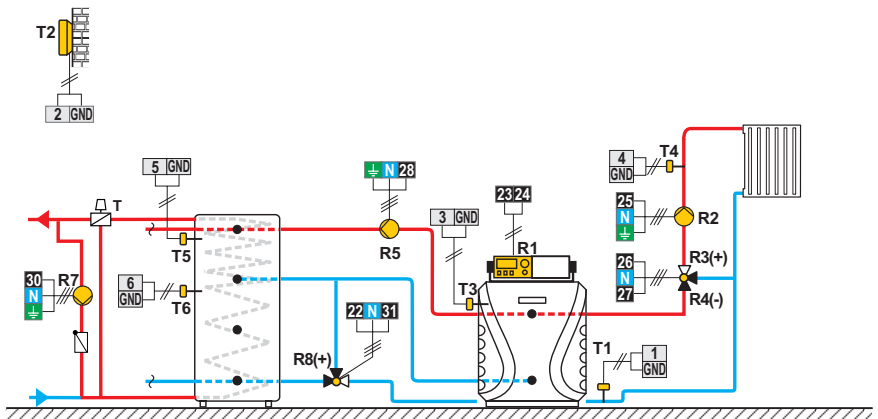 T2
2 GND
5 GND
T5
6
GND
T6
T
30
N
R7
N 28
R5
22 N 31
R8(+)
3 GND
T3
23 24
R1
4
GND
T4
25
N
R2
26
N
27
R3(+)
R4(-)
T1
1
GND